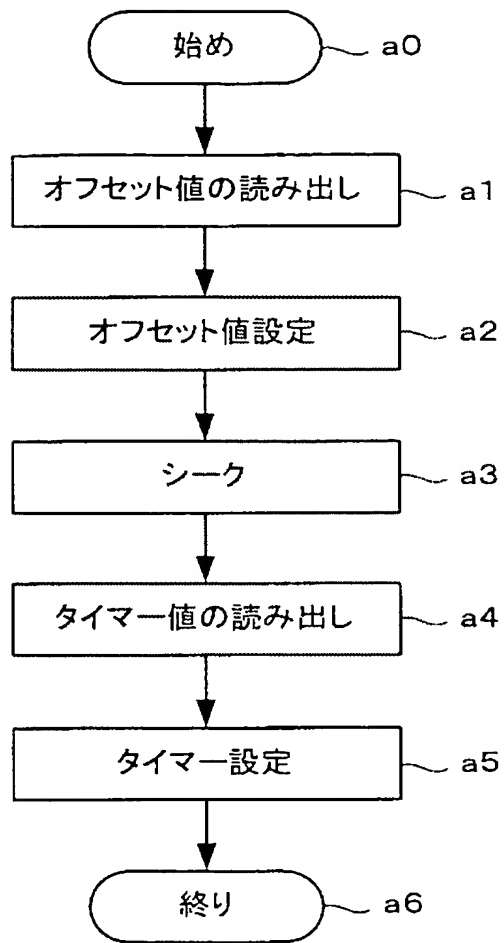 始め a0
オフセット値の読み出し a1
オフセット値設定 a2
シーク a3
タイマー値の読み出し a4
タイマー設定 a5
終り a6